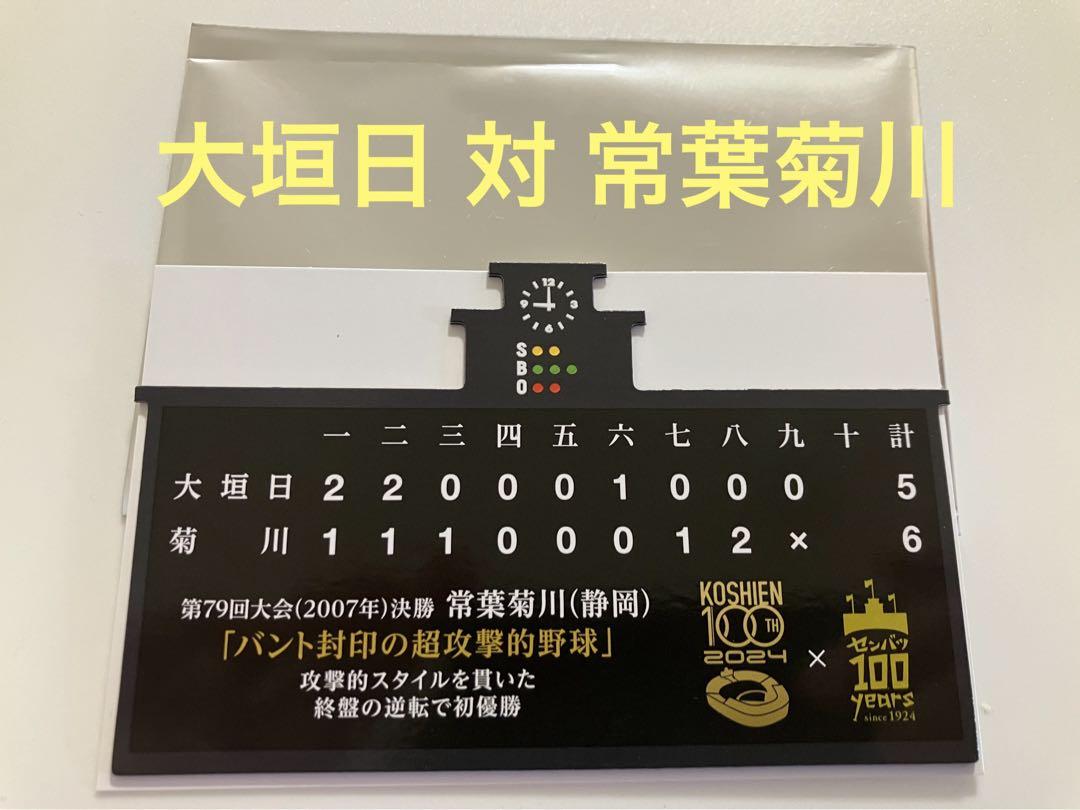 大垣日 対 常葉菊川
12
9 3
6
S
B
O
一 二 三 四 五 六 七 八 九 十 計
大垣日 2 2 0 0 0 1 0 0 0 5
菊川 1 1 1 0 0 0 1 2 × 6
第79回大会(2007年)決勝 常葉菊川(静岡)
「バント封印の超攻撃的野球」
攻撃的スタイルを貫いた
終盤の逆転で初優勝
KOSHIEN
100TH
2024
×
センバツ
100
years
since 1924